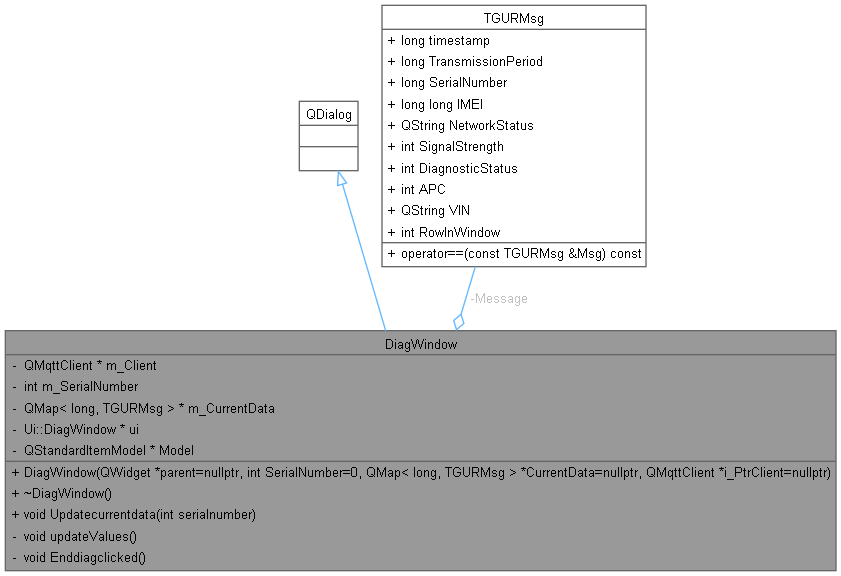 TGURMsg
+ long timestamp
+ long TransmissionPeriod
+ long SerialNumber
+ long long IMEI
+ QString NetworkStatus
+ int SignalStrength
+ int DiagnosticStatus
+ int APC
+ QString VIN
+ int RowInWindow
+ operator==(const TGURMsg &Msg) const
QDialog
-Message
DiagWindow
- QMqttClient * m_Client
- int m_SerialNumber
- QMap< long, TGURMsg > * m_CurrentData
- Ui::DiagWindow * ui
- QStandardItemModel * Model
+ DiagWindow(QWidget *parent=nullptr, int SerialNumber=0, QMap< long, TGURMsg > *CurrentData=nullptr, QMqttClient *i_PtrClient=nullptr)
+ ~DiagWindow()
+ void Updatecurrentdata(int serialnumber)
- void updateValues()
- void Enddiagclicked()